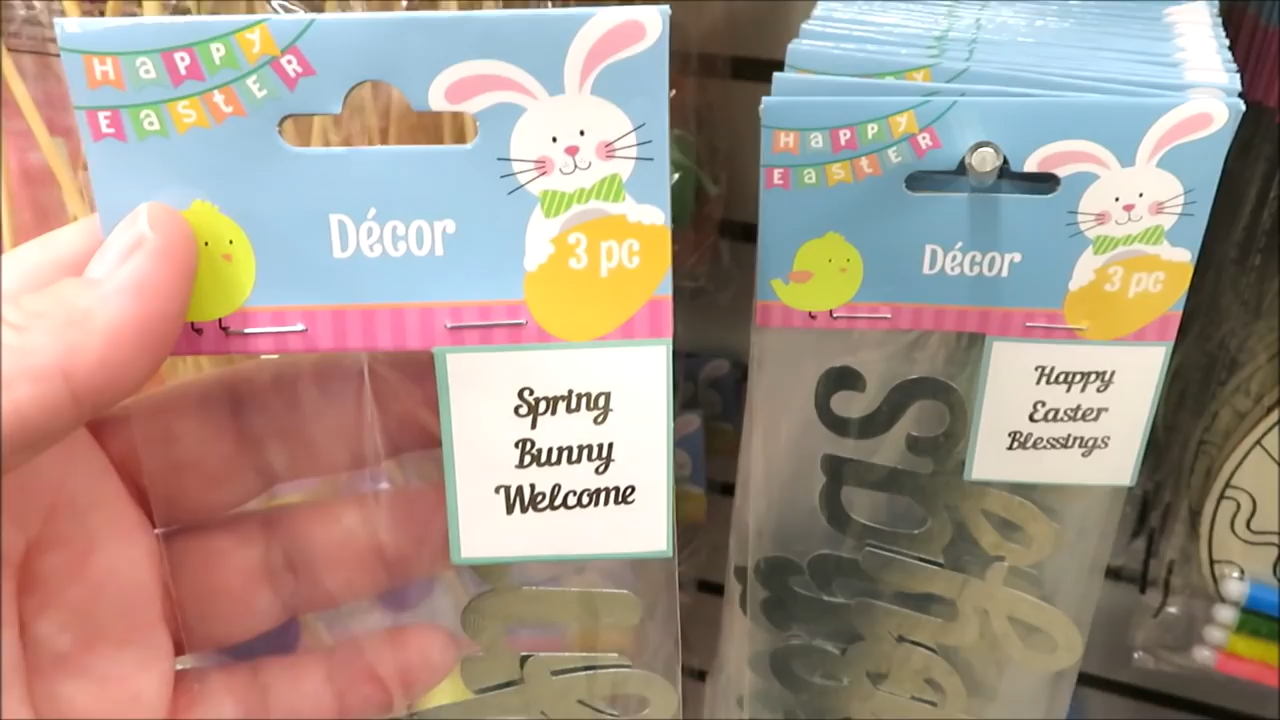 HAPPY
EASTER
Décor
3 pc
Spring
Bunny
Welcome
HAPPY
EASTER
Décor
3 pc
Happy
Easter
Blessings